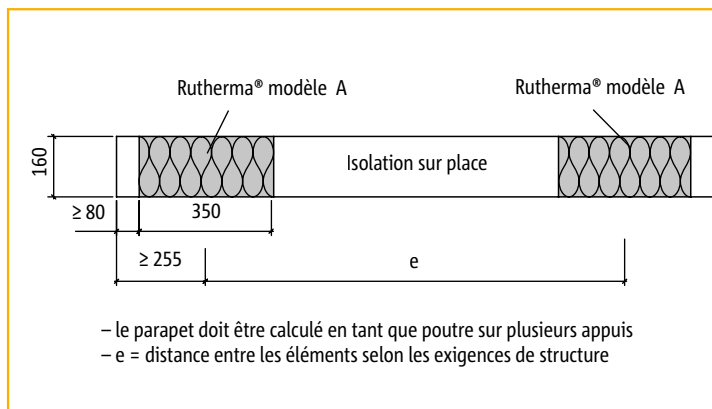 Rutherma® modèle A
Rutherma® modèle A
160
Isolation sur place
≥ 80
350
≥ 255
e
– le parapet doit être calculé en tant que poutre sur plusieurs appuis
– e = distance entre les éléments selon les exigences de structure